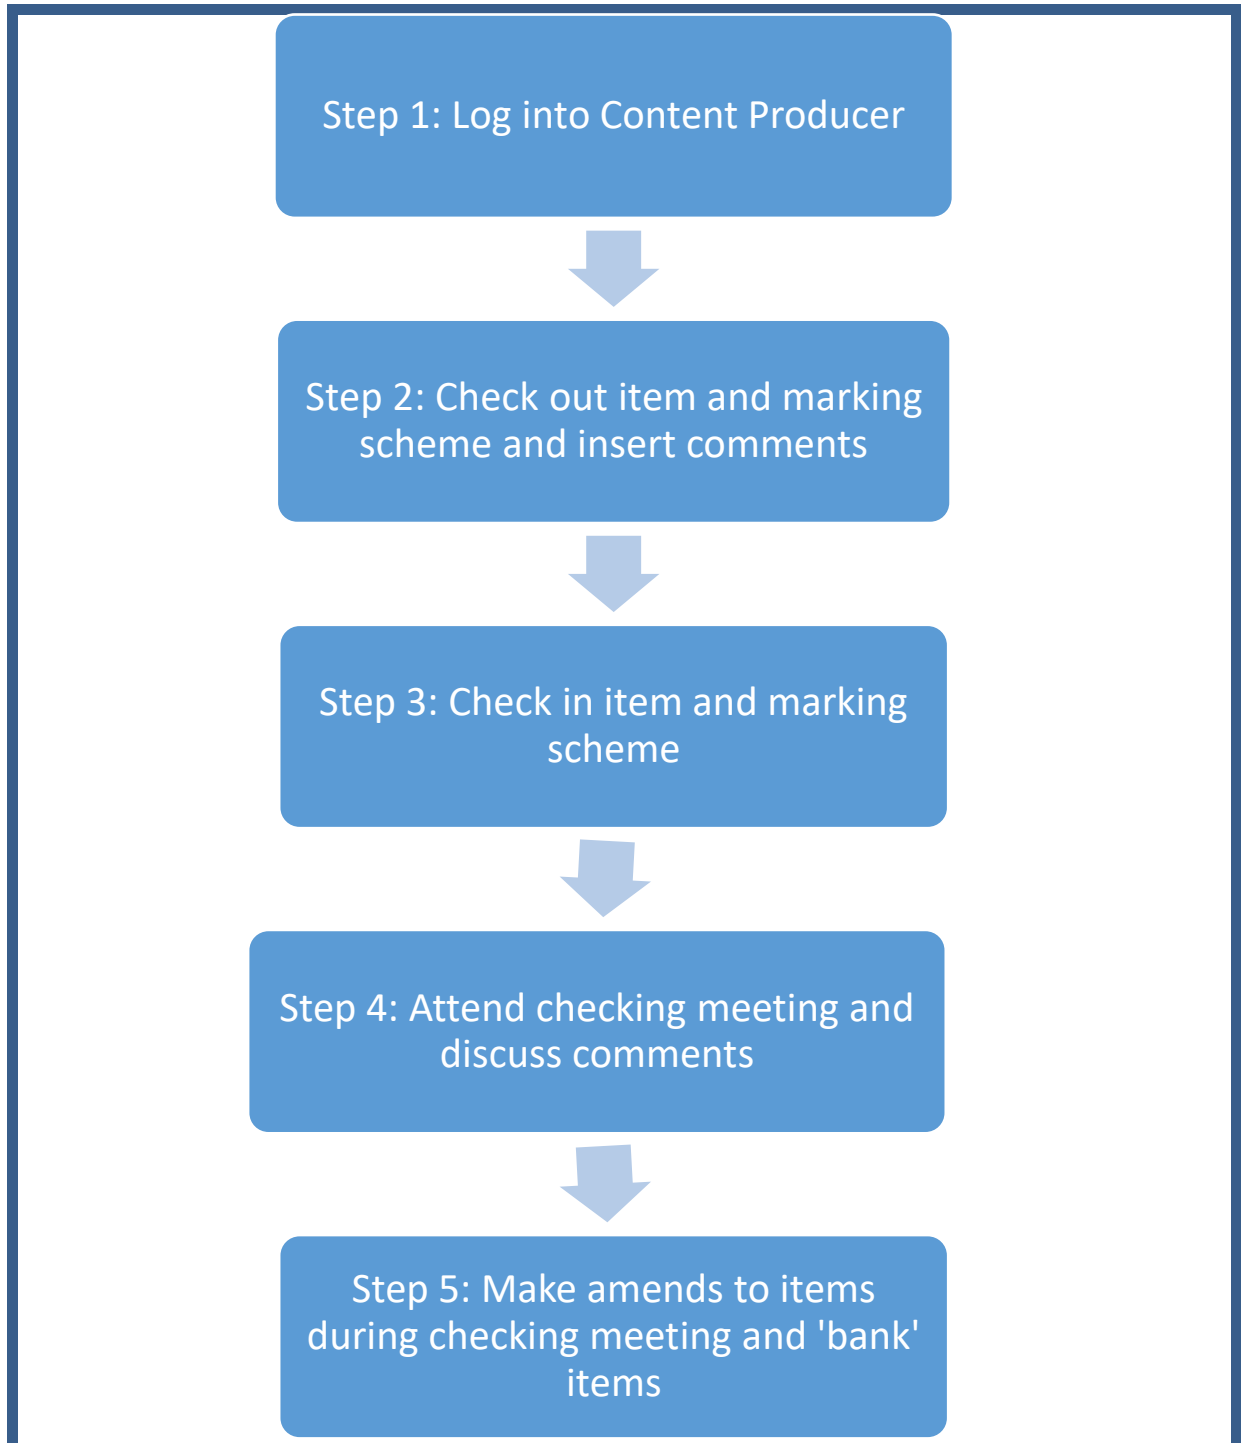 Step 1: Log into Content Producer
Step 2: Check out item and marking
scheme and insert comments
Step 3: Check in item and marking
scheme
Step 4: Attend checking meeting and
discuss comments
Step 5: Make amends to items
during checking meeting and 'bank'
items